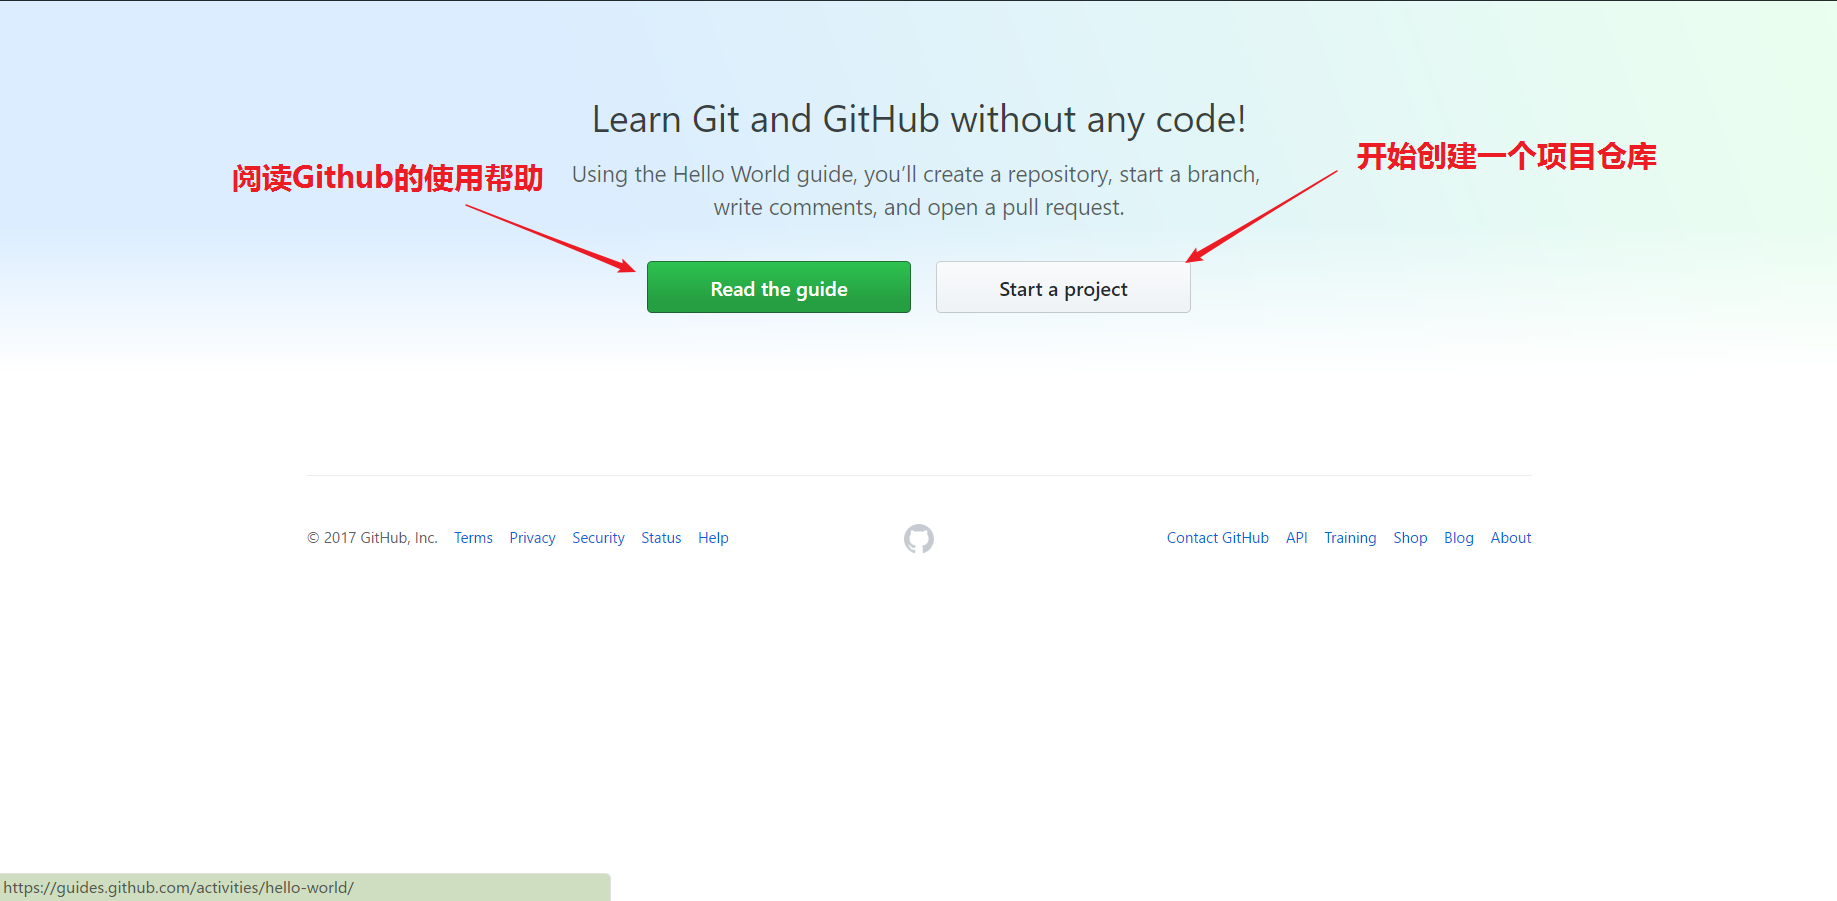 Learn Git and GitHub without any code!
开始创建一个项目仓库
阅读Github的使用帮助
Using the Hello World guide, you’ll create a repository, start a branch,
write comments, and open a pull request.
Read the guide
Start a project
© 2017 GitHub, Inc. Terms Privacy Security Status Help
Contact GitHub API Training Shop Blog About
https://guides.github.com/activities/hello-world/